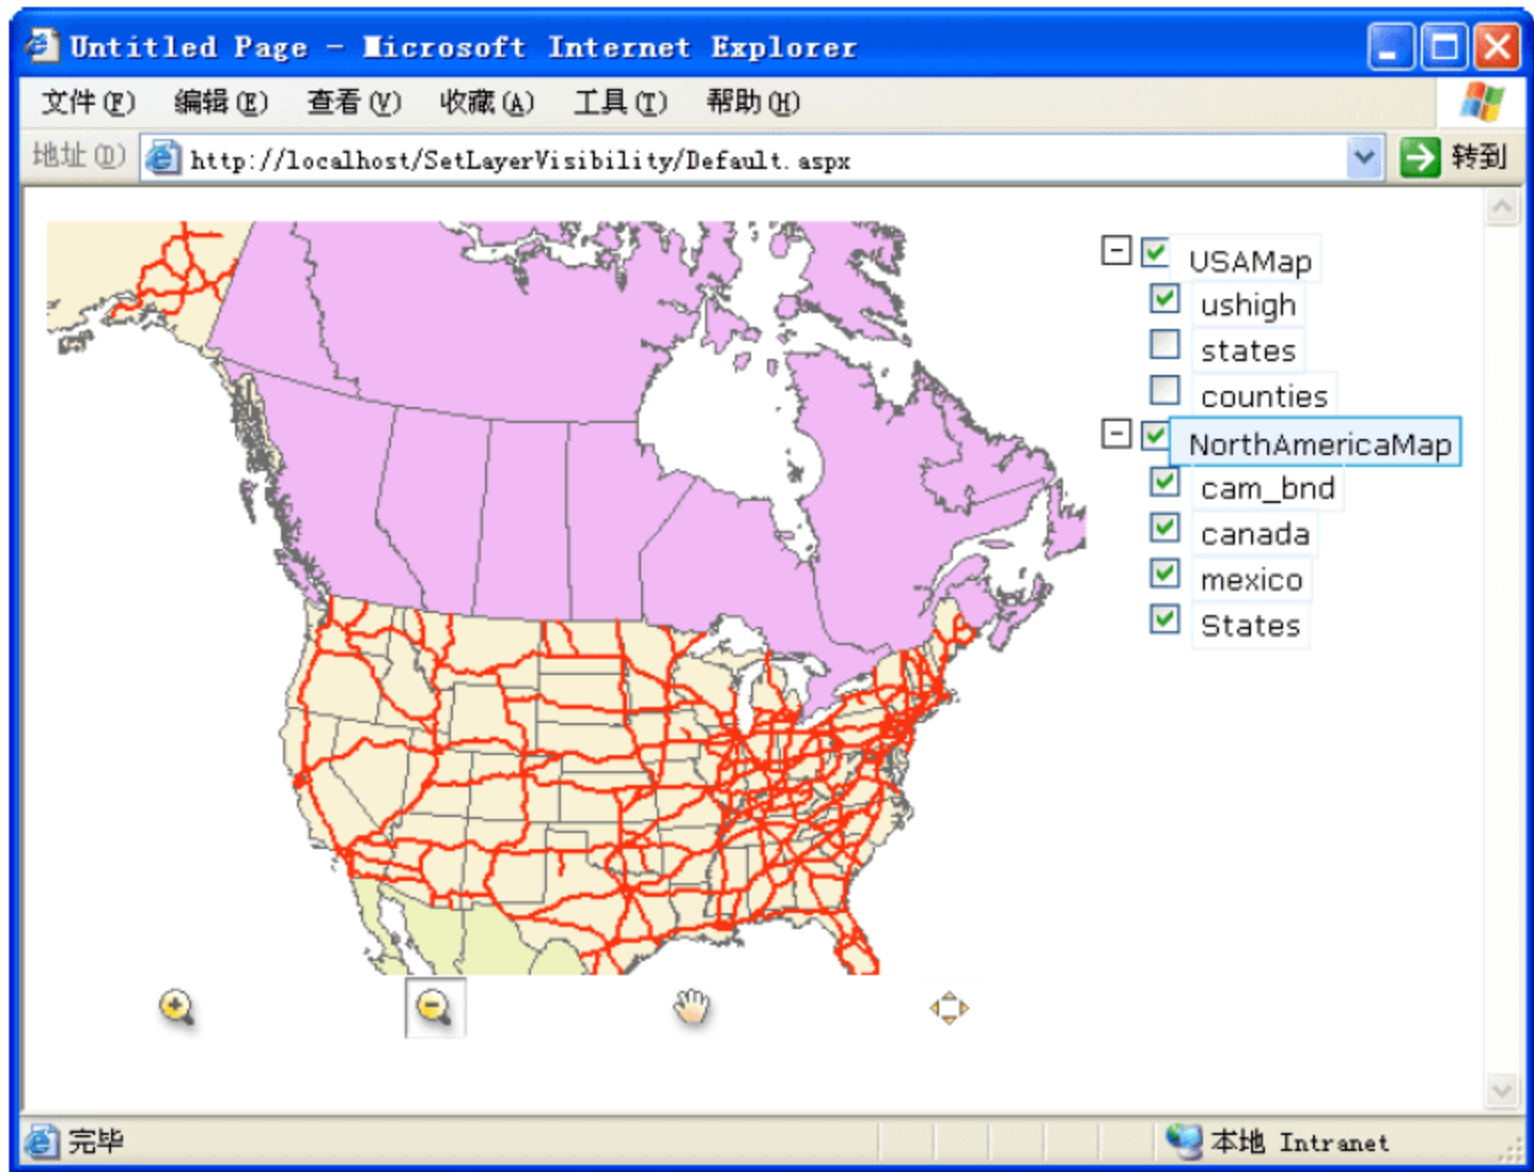 Untitled Page - Microsoft Internet Explorer
文件(F) 编辑(E) 查看(V) 收藏(A) 工具(T) 帮助(H)
地址(D) http://localhost/SetLayerVisibility/Default.aspx 转到
USAMap
ushigh
states
counties
NorthAmericaMap
cam_bnd
canada
mexico
States
完毕 本地 Intranet